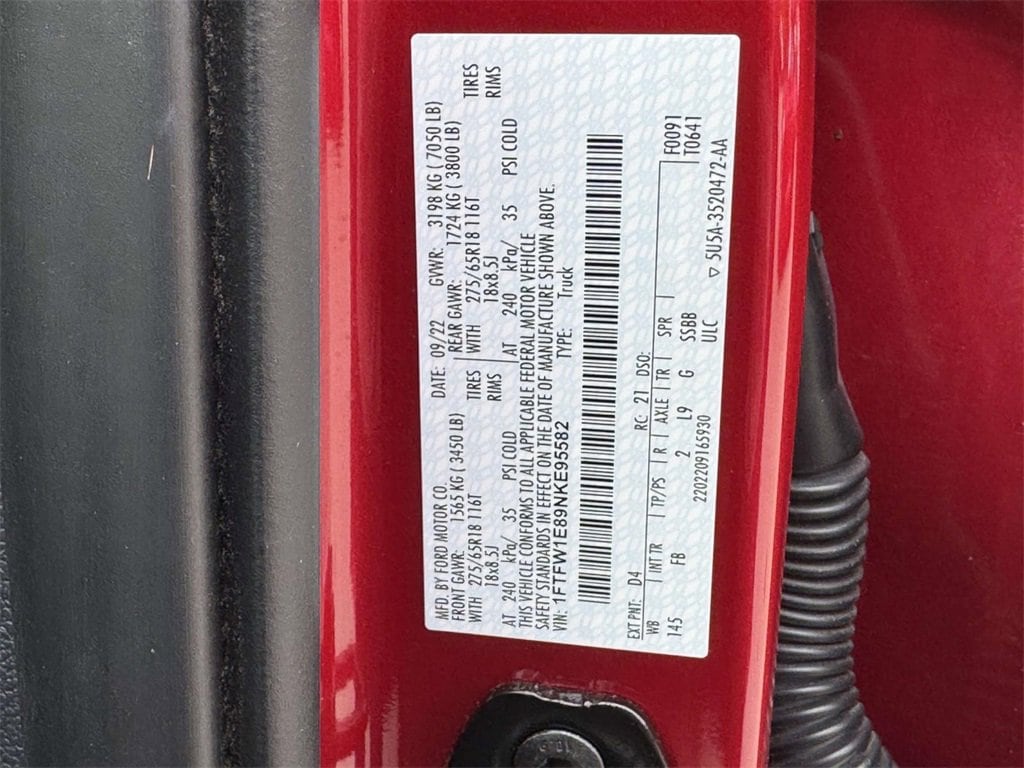 MFD. BY FORD MOTOR CO. DATE: 09/22 GVWR: 3198 KG ( 7050 LB)
FRONT GAWR: 1565 KG ( 3450 LB) REAR GAWR: 1724 KG ( 3800 LB)
WITH 275/65R18 116T TIRES WITH 275/65R18 116T TIRES
18x8.5J RIMS 18x8.5J RIMS
AT 240 kPa/ 35 PSI COLD AT 240 kPa/ 35 PSI COLD
THIS VEHICLE CONFORMS TO ALL APPLICABLE FEDERAL MOTOR VEHICLE
SAFETY STANDARDS IN EFFECT ON THE DATE OF MANUFACTURE SHOWN ABOVE.
VIN: 1FTFW1E89NKE95582 TYPE: Truck
EXT PNT: D4 RC: 21 DSO: F0091
WB INT TR TP/PS R AXLE TR SPR T0641
145 FB 2 L9 G SSBB
ULC
2202209165930 ▽ 5U5A-3520472-AA